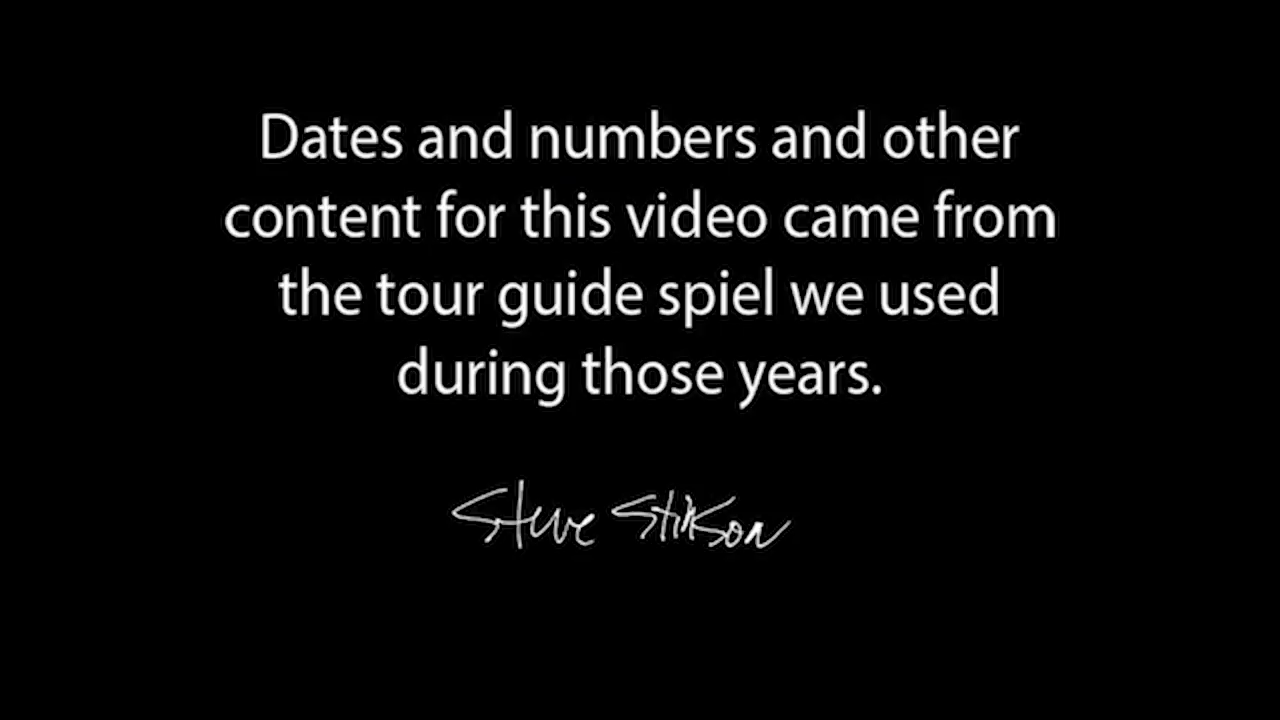 Dates and numbers and other
content for this video came from
the tour guide spiel we used
during those years.
Steve Stinson